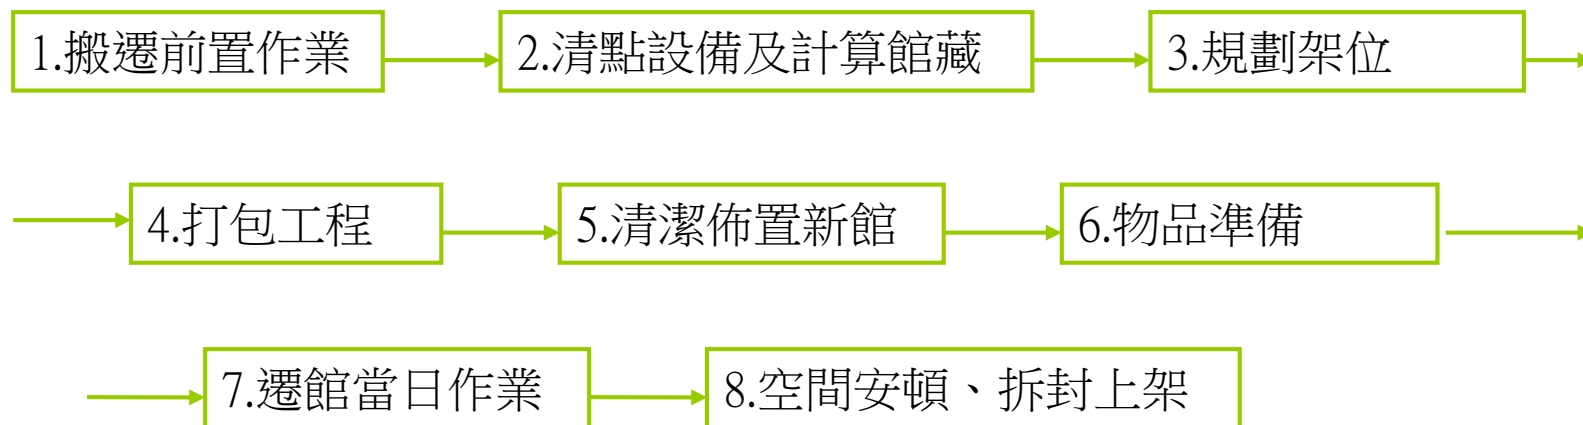 1.搬遷前置作業
2.清點設備及計算館藏
3.規劃架位
4.打包工程
5.清潔佈置新館
6.物品準備
7.遷館當日作業
8.空間安頓、拆封上架